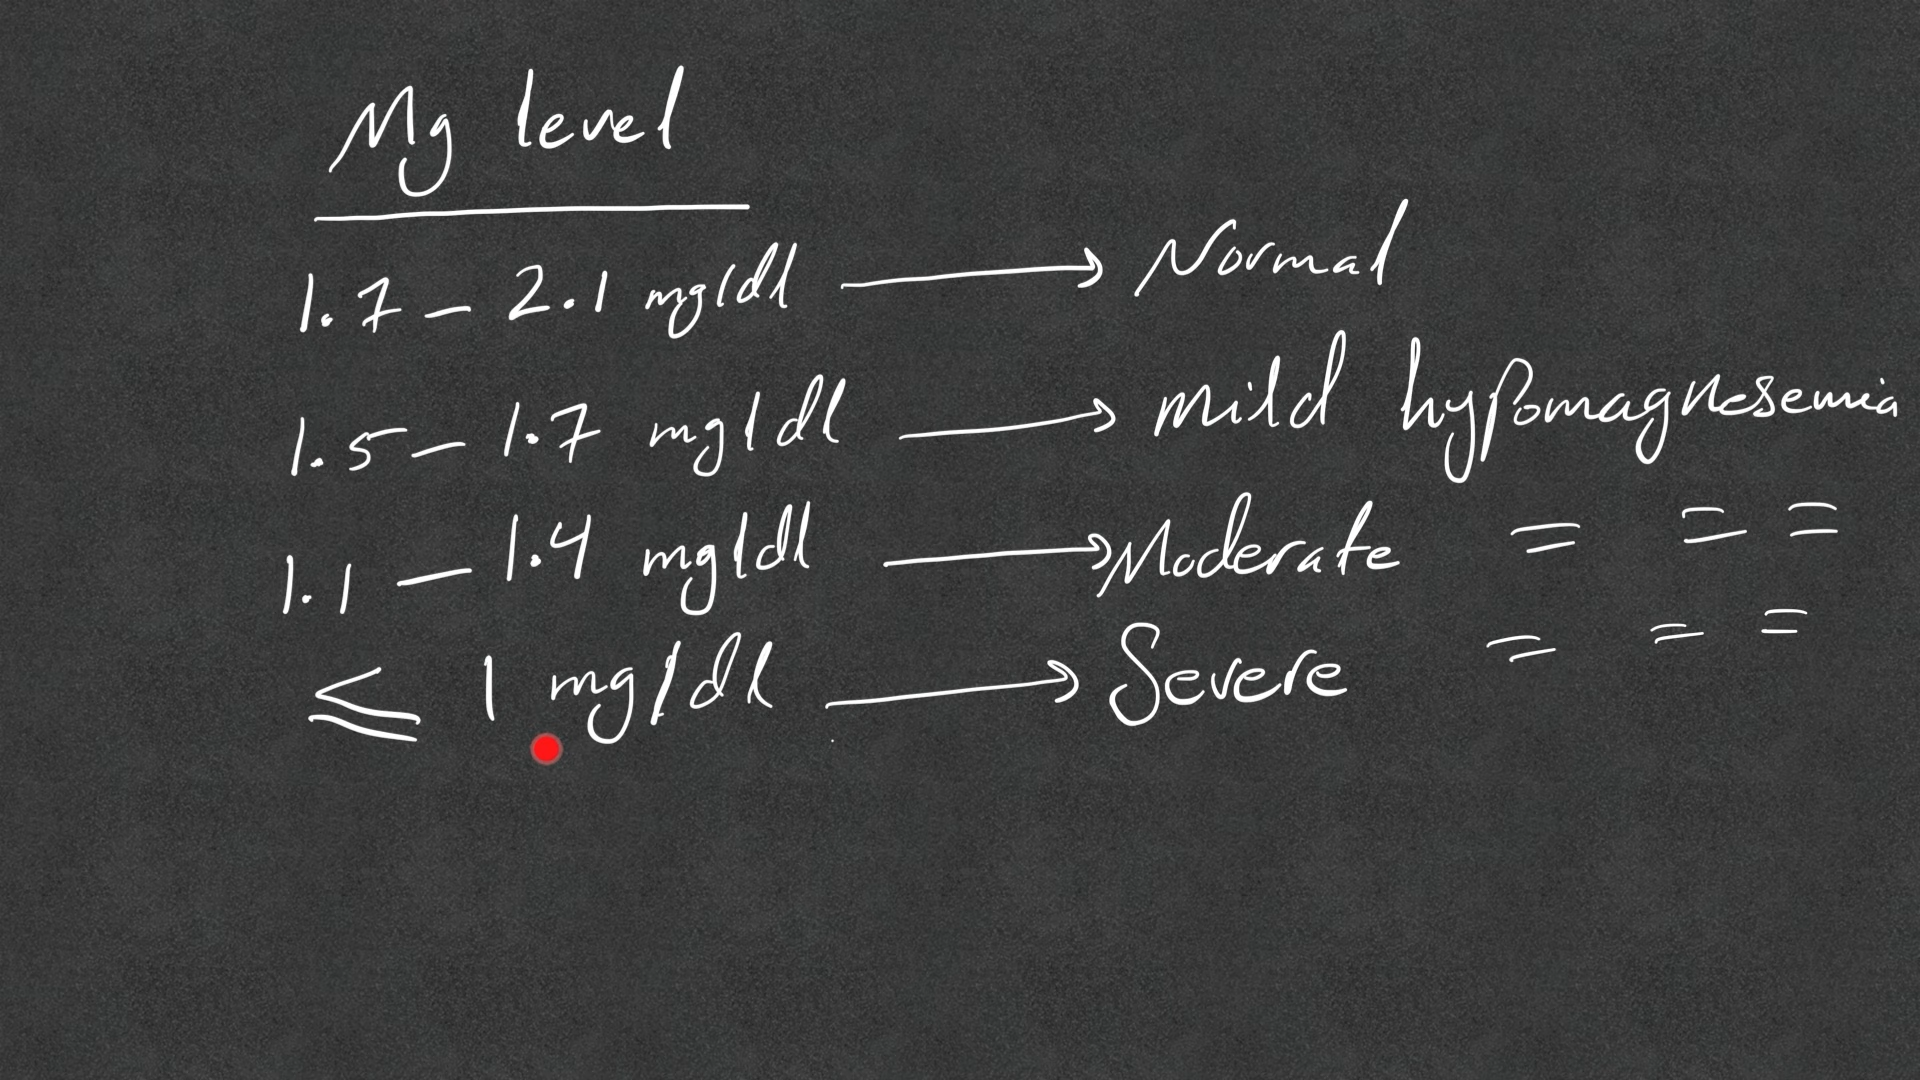 Mg level
1.7 - 2.1 mg/dl → Normal
1.5 - 1.7 mg/dl → mild hypomagnesemia
1.1 - 1.4 mg/dl → Moderate = = =
≤ 1 mg/dl → Severe = = =